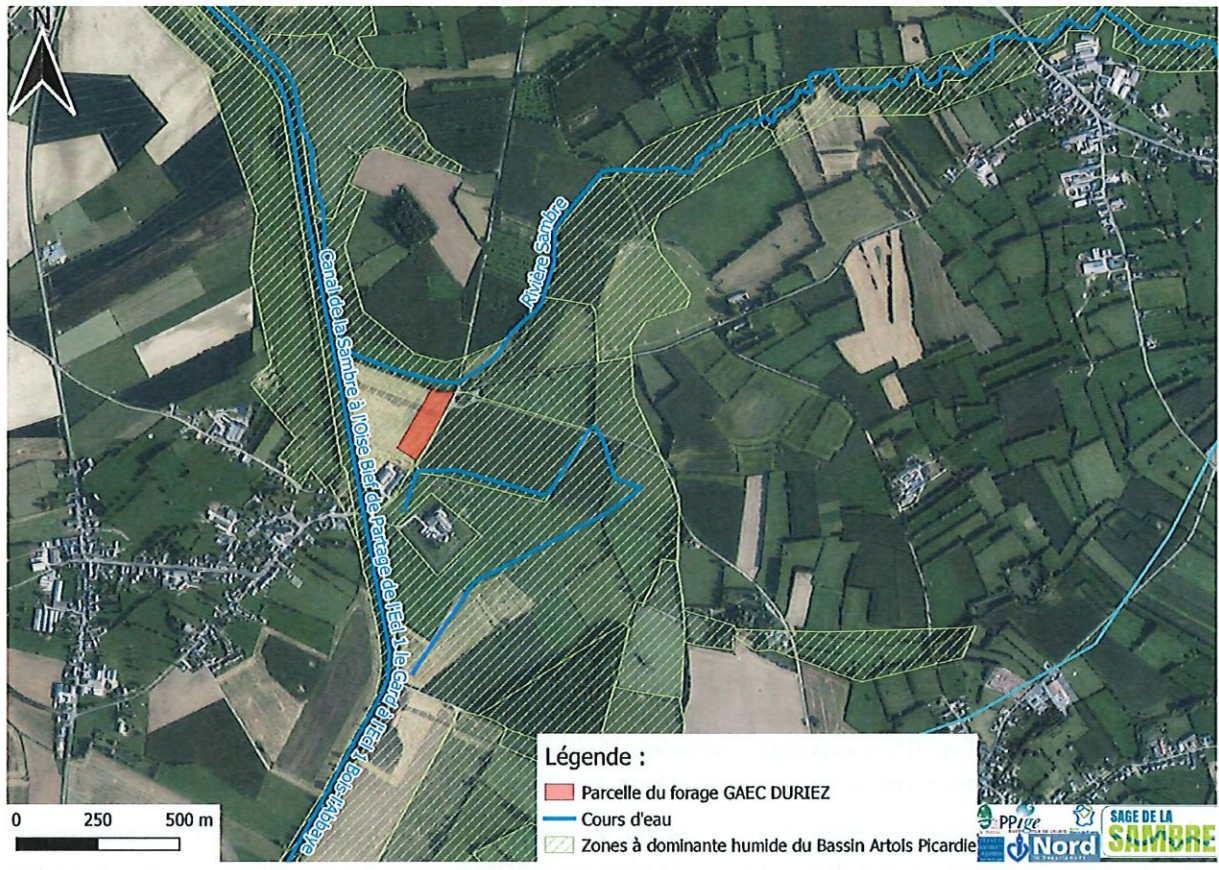 N
Rivière Sambre
Canal de la Sambre à l'Oise Bief de Partage de l'Ecl 1 le Gard à l'Ecl 1 Bois-l'Abbaye
Légende :
Parcelle du forage GAEC DURIEZ
Cours d'eau
Zones à dominante humide du Bassin Artois Picardie
0 250 500 m
PPige
Nord
SAGE DE LA
SAMBRE